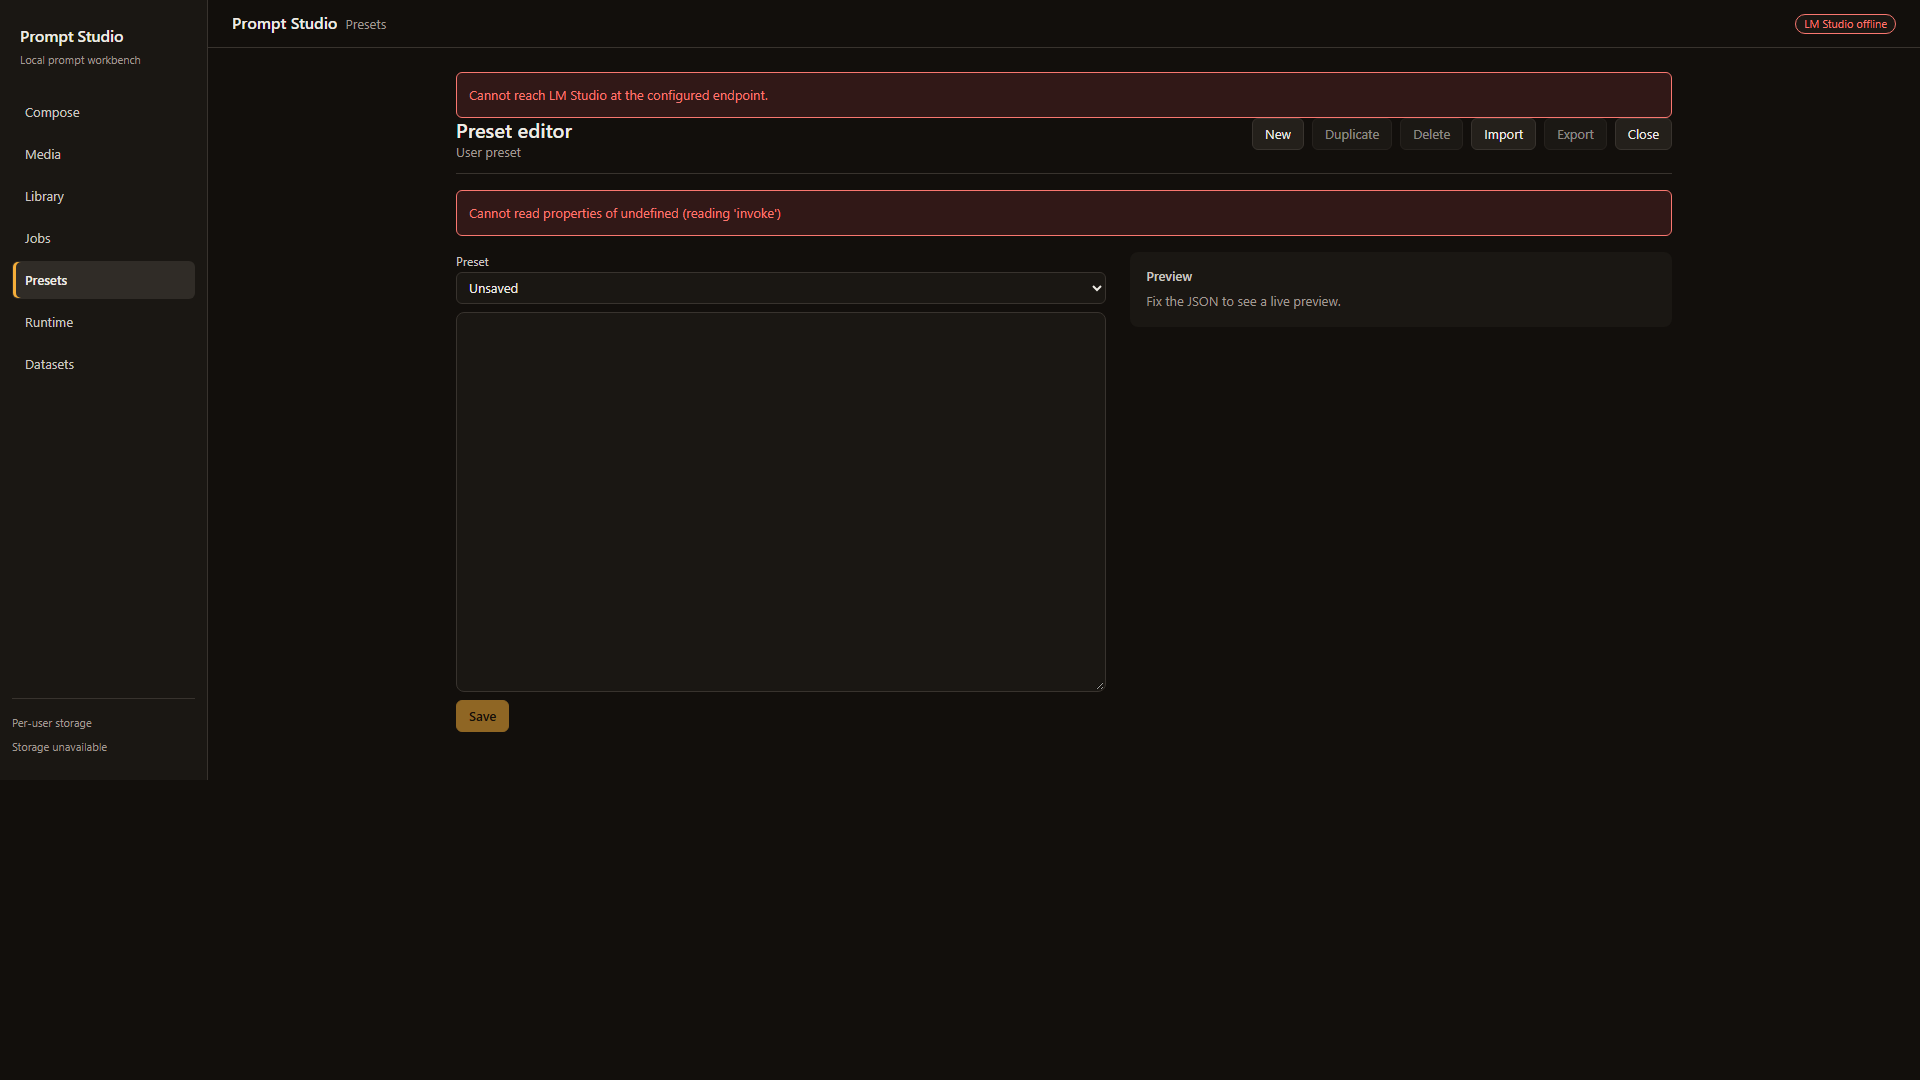 Prompt Studio
Local prompt workbench
Compose
Media
Library
Jobs
Presets
Runtime
Datasets
Per-user storage
Storage unavailable
Prompt Studio Presets
LM Studio offline
Cannot reach LM Studio at the configured endpoint.
Preset editor
User preset
New Duplicate Delete Import Export Close
Cannot read properties of undefined (reading 'invoke')
Preset
Unsaved
Save
Preview
Fix the JSON to see a live preview.